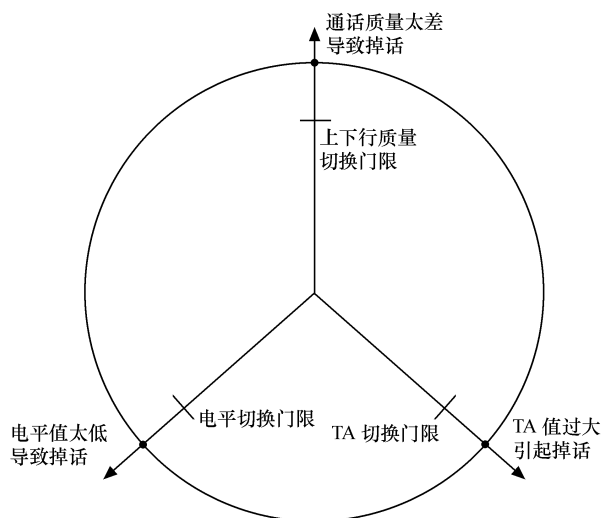 通话质量太差
导致掉话
上下行质量
切换门限
电平切换门限
TA 切换门限
电平值太低
导致掉话
TA 值过大
引起掉话